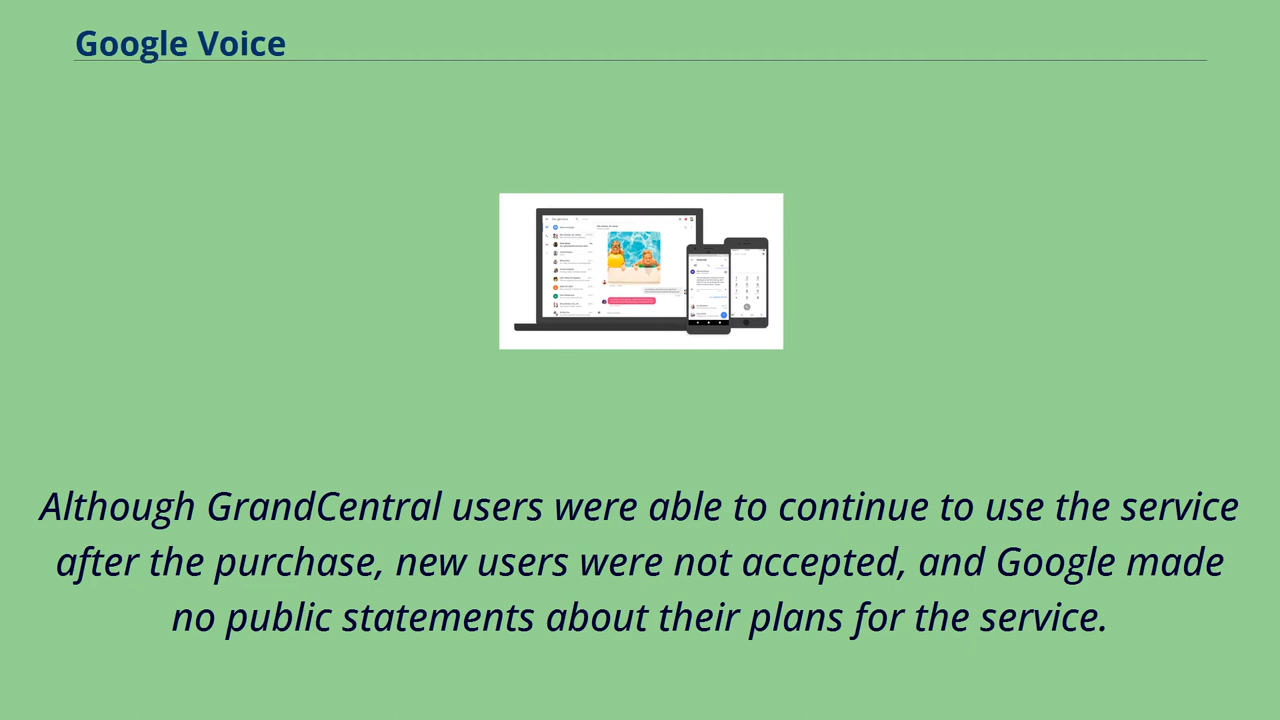 Google Voice
Although GrandCentral users were able to continue to use the service
after the purchase, new users were not accepted, and Google made
no public statements about their plans for the service.